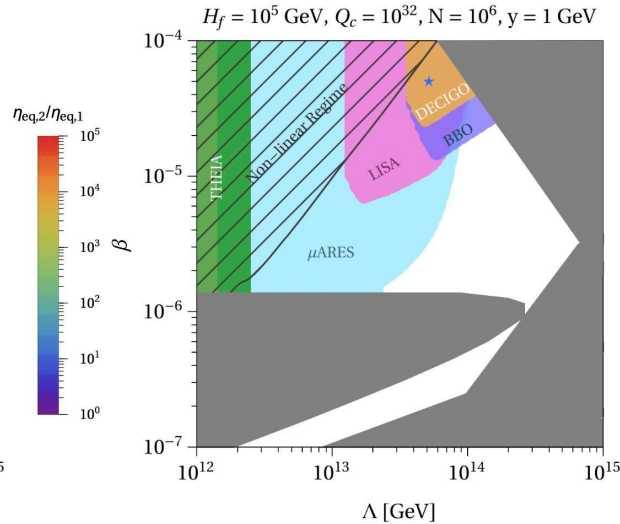 H_f = 10^5 GeV, Q_c = 10^32, N = 10^6, y = 1 GeV
η_eq,2/η_eq,1
10^5
10^4
10^3
10^2
10^1
10^0
β
10^-4
10^-5
10^-6
10^-7
THEIA
Non-linear Regime
LISA
DECIGO
BBO
μARES
5
10^12
10^13
10^14
10^15
Λ [GeV]